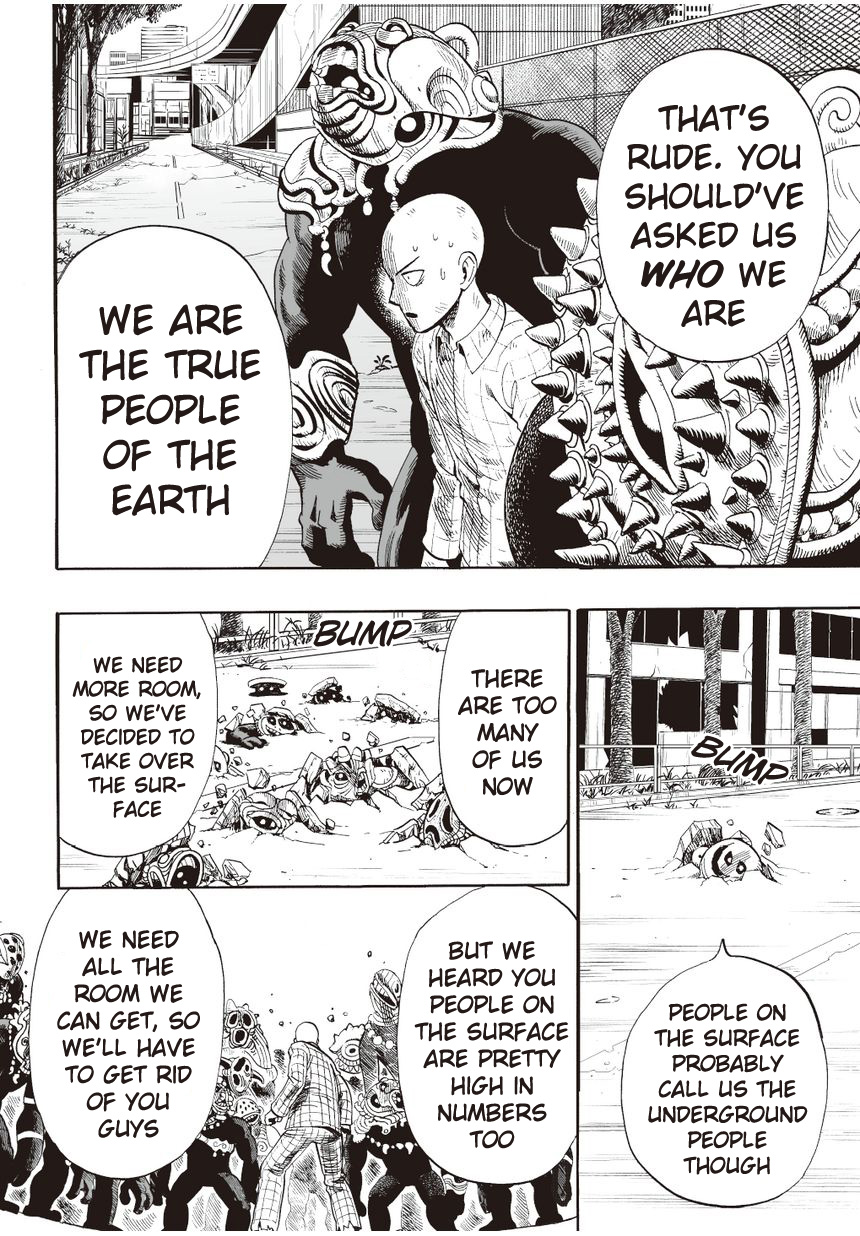 THAT'S
RUDE. YOU
SHOULD'VE
ASKED US
WHO WE
ARE
WE ARE
THE TRUE
PEOPLE
OF THE
EARTH
BUMP
PEOPLE ON
THE SURFACE
PROBABLY
CALL US THE
UNDERGROUND
PEOPLE
THOUGH
BUMP
THERE
ARE TOO
MANY
OF US
NOW
WE NEED
MORE ROOM,
SO WE'VE
DECIDED TO
TAKE OVER
THE SUR-
FACE
BUT WE
HEARD YOU
PEOPLE ON
THE SURFACE
ARE PRETTY
HIGH IN
NUMBERS
TOO
WE NEED
ALL THE
ROOM WE
CAN GET, SO
WE'LL HAVE
TO GET RID
OF YOU
GUYS